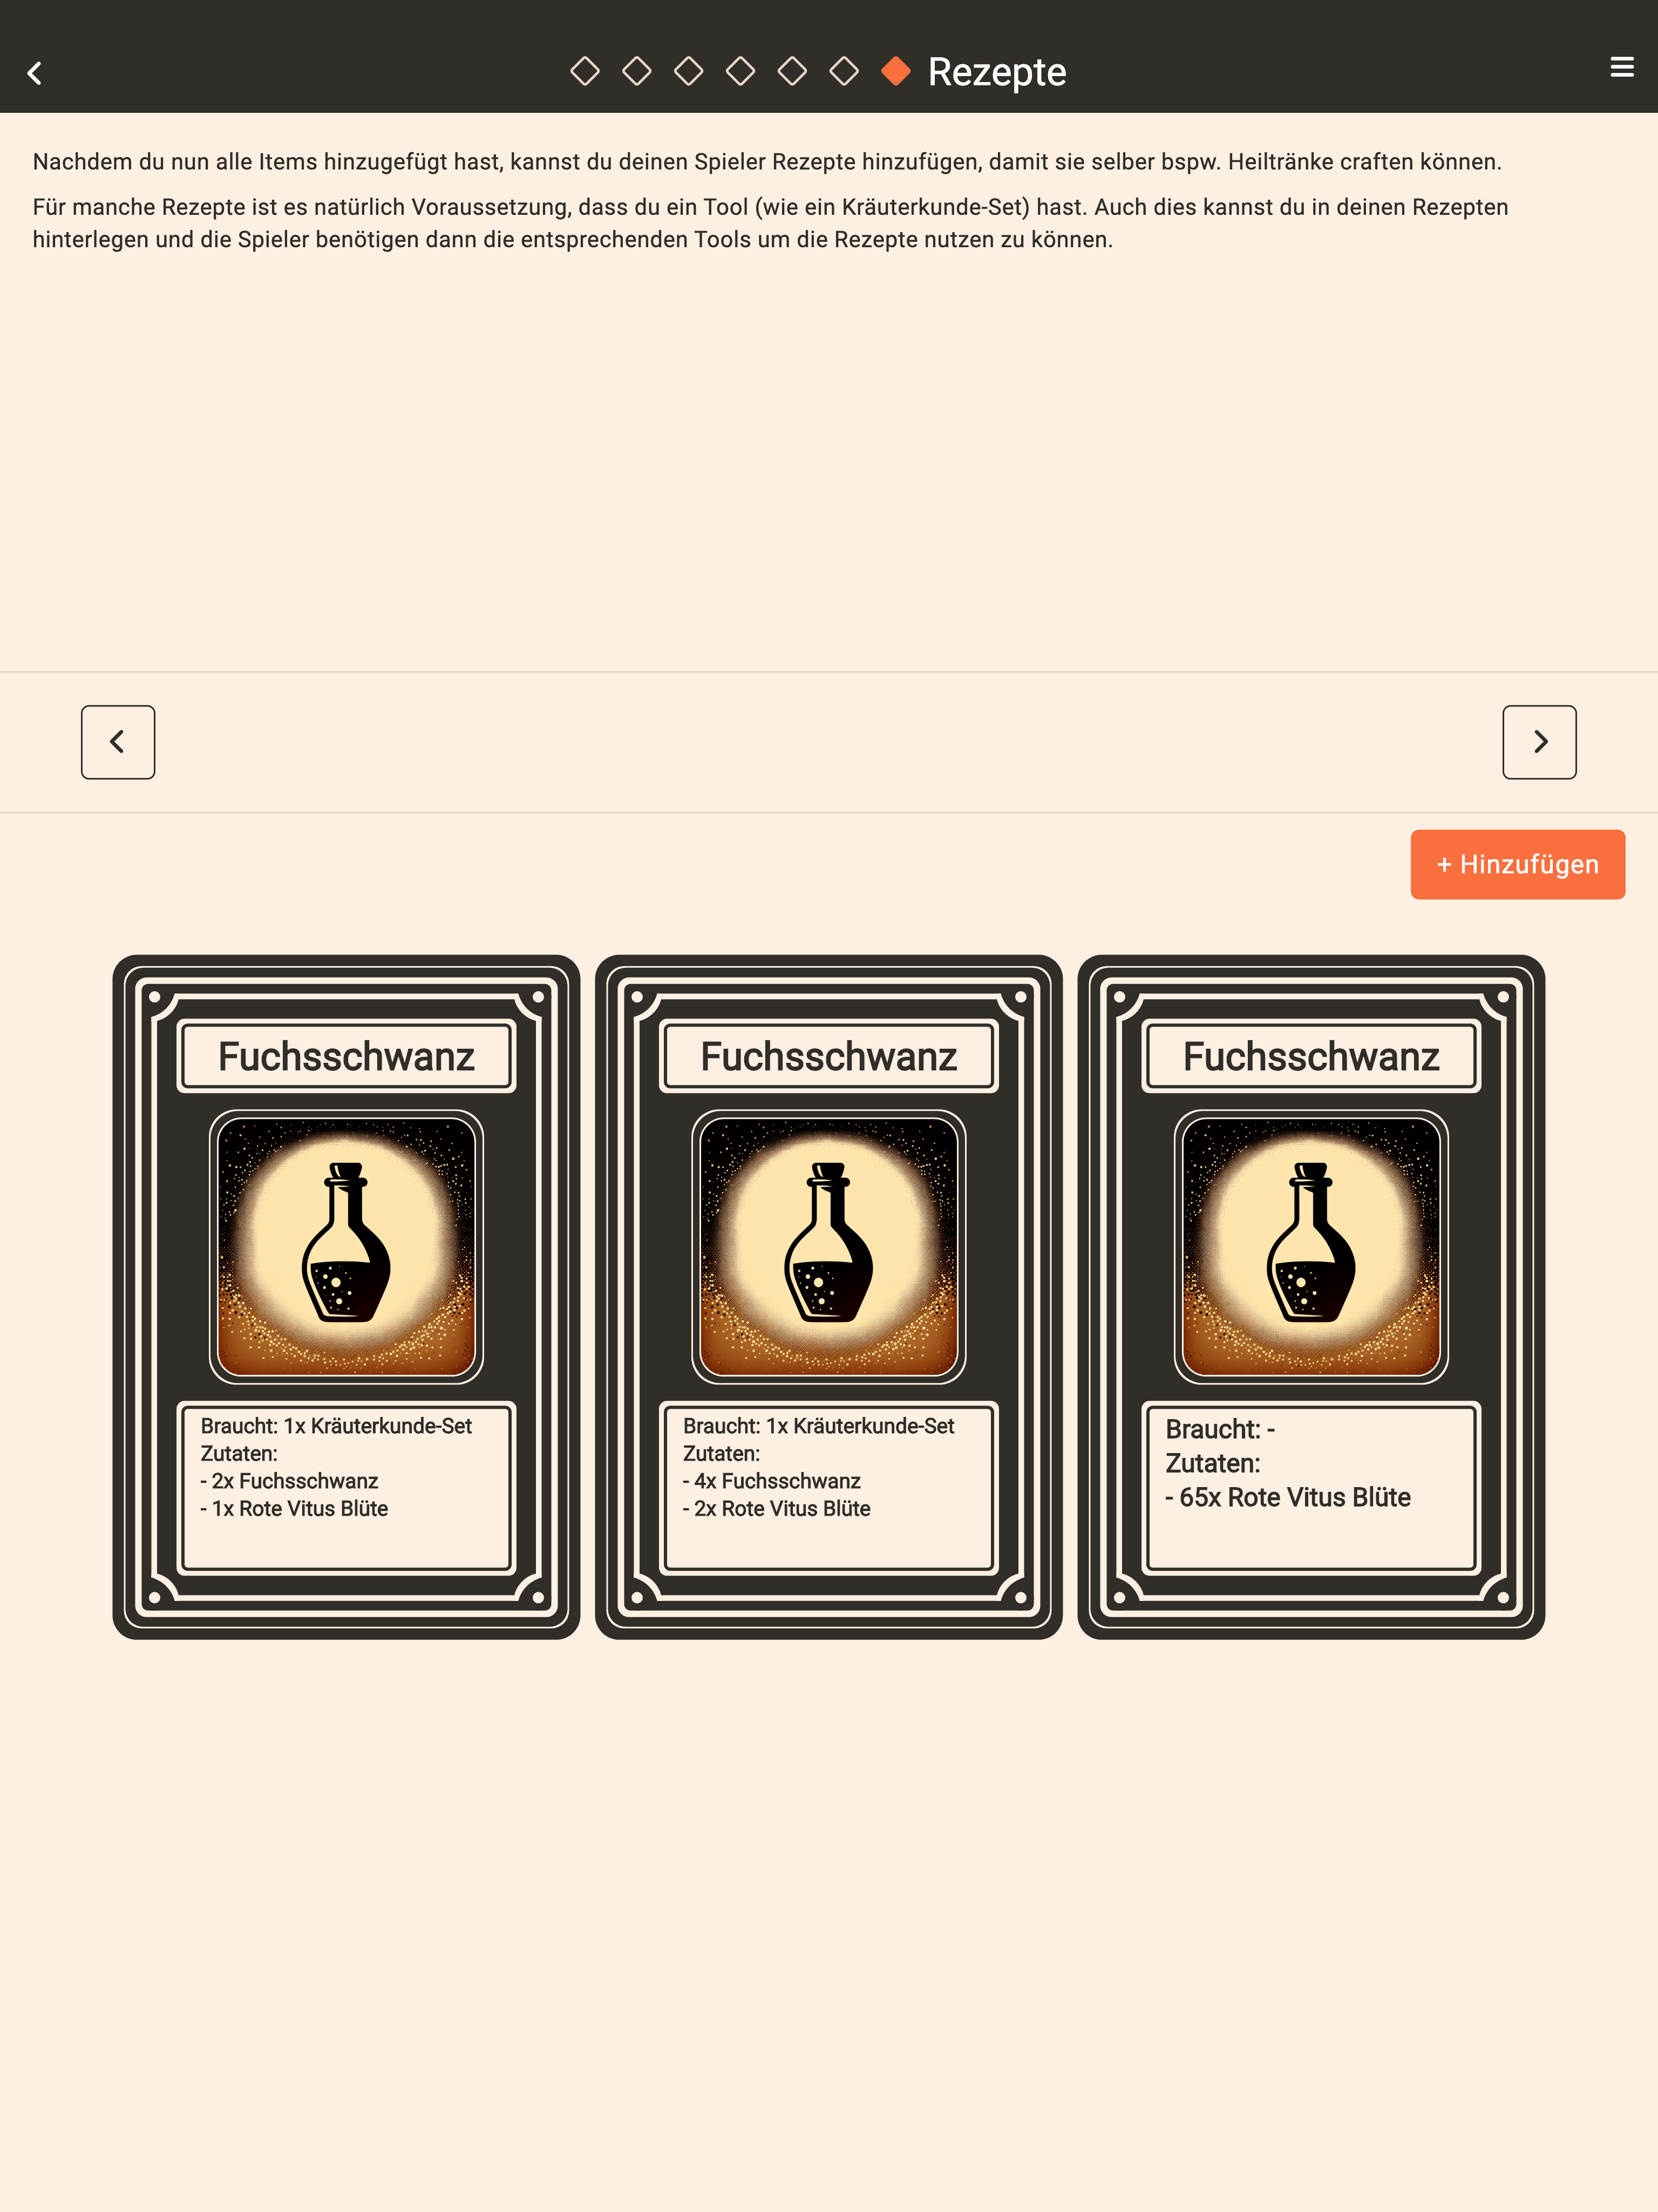 Rezepte
Nachdem du nun alle Items hinzugefügt hast, kannst du deinen Spieler Rezepte hinzufügen, damit sie selber bspw. Heiltränke craften können.
Für manche Rezepte ist es natürlich Voraussetzung, dass du ein Tool (wie ein Kräuterkunde-Set) hast. Auch dies kannst du in deinen Rezepten
hinterlegen und die Spieler benötigen dann die entsprechenden Tools um die Rezepte nutzen zu können.
+ Hinzufügen
Fuchsschwanz
Braucht: 1x Kräuterkunde-Set
Zutaten:
- 2x Fuchsschwanz
- 1x Rote Vitus Blüte
Fuchsschwanz
Braucht: 1x Kräuterkunde-Set
Zutaten:
- 4x Fuchsschwanz
- 2x Rote Vitus Blüte
Fuchsschwanz
Braucht: -
Zutaten:
- 65x Rote Vitus Blüte